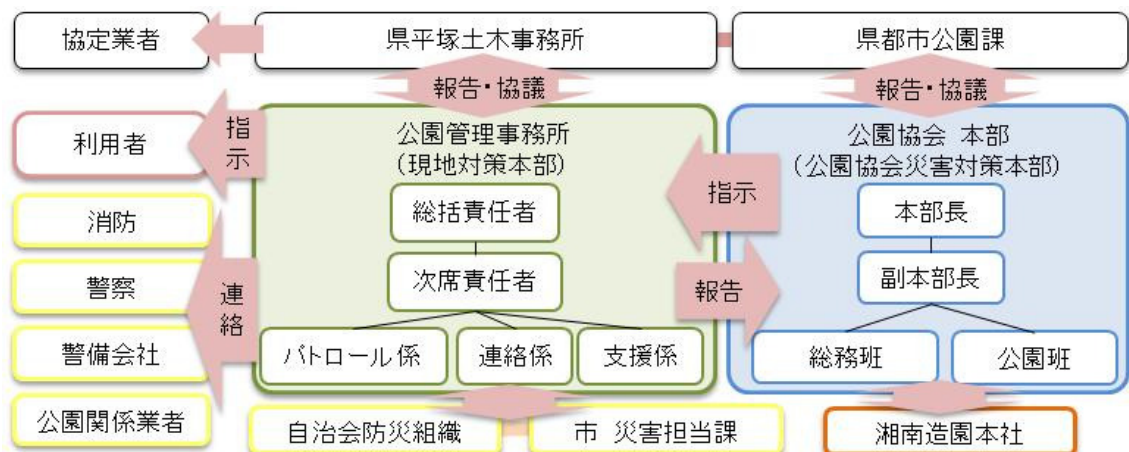 協定業者
県平塚土木事務所
県都市公園課
報告・協議
報告・協議
利用者
指示
公園管理事務所
(現地対策本部)
公園協会 本部
(公園協会災害対策本部)
総括責任者
指示
本部長
消防
次席責任者
報告
副本部長
警察
連絡
パトロール係
連絡係
支援係
総務班
公園班
警備会社
公園関係業者
自治会防災組織
市 災害担当課
湘南造園本社